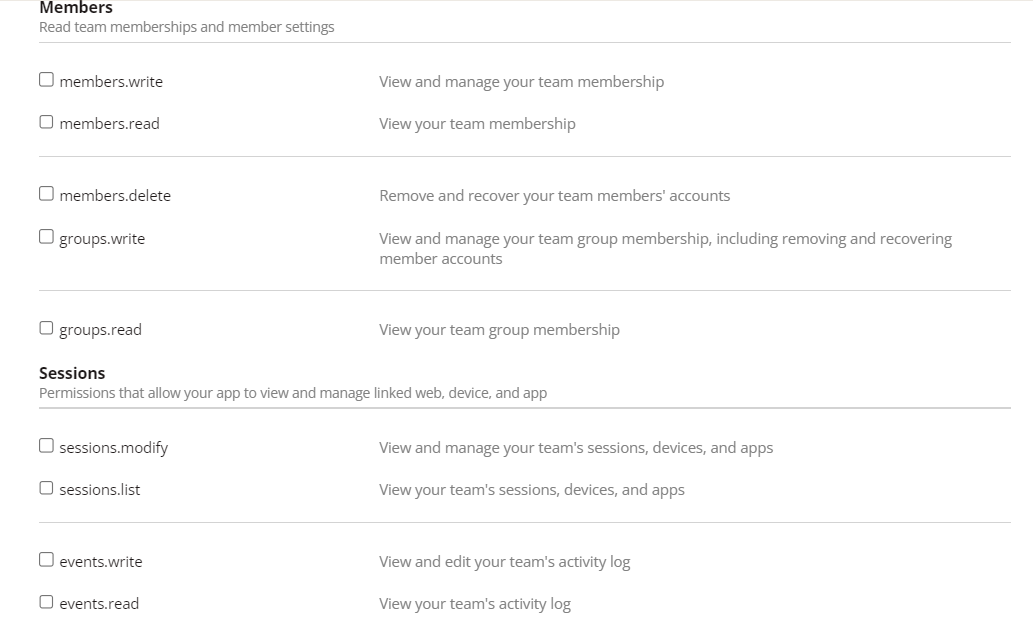 Members
Read team memberships and member settings
members.write View and manage your team membership
members.read View your team membership
members.delete Remove and recover your team members' accounts
groups.write View and manage your team group membership, including removing and recovering
member accounts
groups.read View your team group membership
Sessions
Permissions that allow your app to view and manage linked web, device, and app
sessions.modify View and manage your team's sessions, devices, and apps
sessions.list View your team's sessions, devices, and apps
events.write View and edit your team's activity log
events.read View your team's activity log